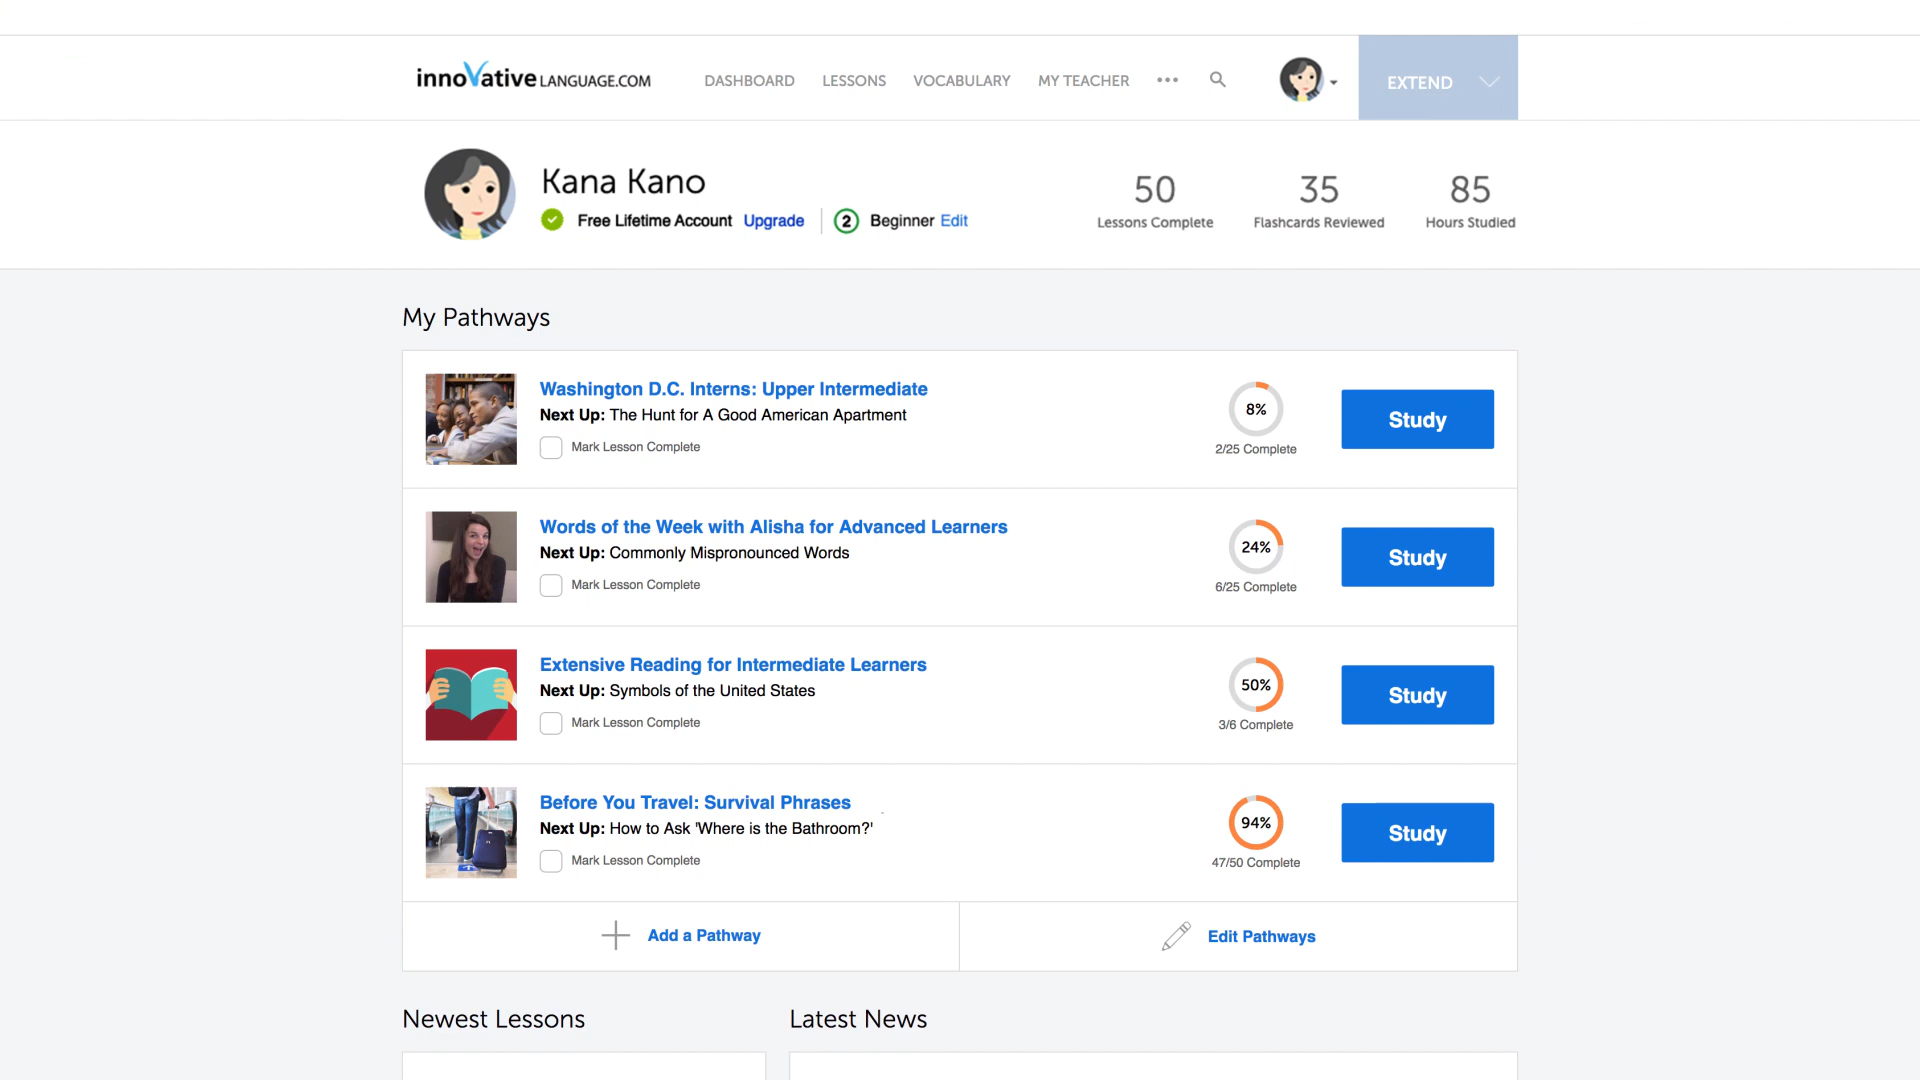 innoVative LANGUAGE.COM DASHBOARD LESSONS VOCABULARY MY TEACHER EXTEND
Kana Kano
Free Lifetime Account Upgrade 2 Beginner Edit
50 35 85
Lessons Complete Flashcards Reviewed Hours Studied
My Pathways
Washington D.C. Interns: Upper Intermediate
Next Up: The Hunt for A Good American Apartment
Mark Lesson Complete
8%
2/25 Complete
Study
Words of the Week with Alisha for Advanced Learners
Next Up: Commonly Mispronounced Words
Mark Lesson Complete
24%
6/25 Complete
Study
Extensive Reading for Intermediate Learners
Next Up: Symbols of the United States
Mark Lesson Complete
50%
3/6 Complete
Study
Before You Travel: Survival Phrases
Next Up: How to Ask 'Where is the Bathroom?'
Mark Lesson Complete
94%
47/50 Complete
Study
Add a Pathway
Edit Pathways
Newest Lessons
Latest News